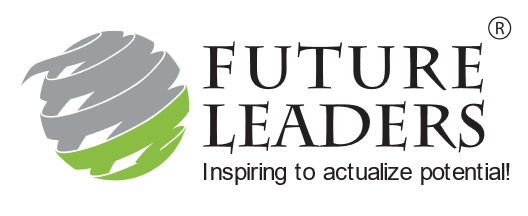 FUTURE ®
LEADERS
Inspiring to actualize potential!